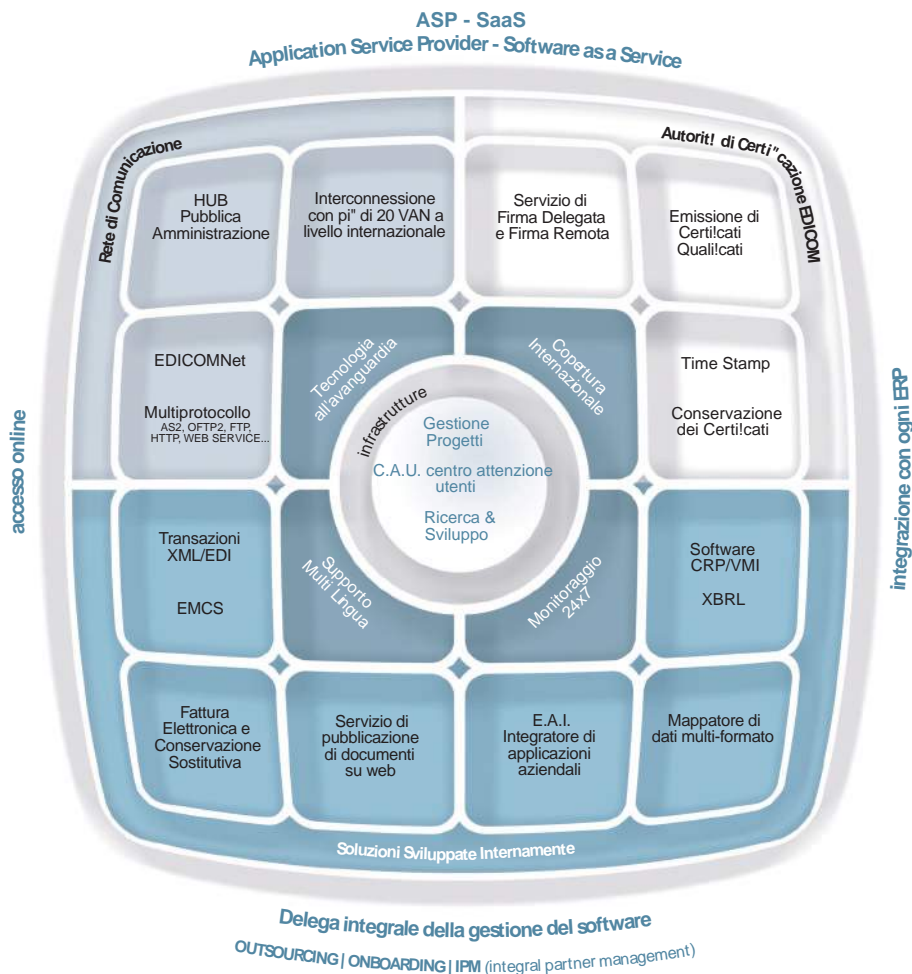 ASP - SaaS
Application Service Provider - Software as a Service
Rete di Comunicazione
Autorit! di Certi"cazione EDICOM
HUB
Pubblica
Amministrazione
Interconnessione
con pi" di 20 VAN a
livello internazionale
Servizio di
Firma Delegata
e Firma Remota
Emissione di
Certi!cati
Quali!cati
EDICOMNet
Multiprotocollo
AS2, OFTP2, FTP,
HTTP, WEB SERVICE...
Tecnologia
all'avanguardia
Copertura
Internazionale
Time Stamp
Conservazione
dei Certi!cati
infrastrutture
Gestione
Progetti
C.A.U. centro attenzione
utenti
Ricerca &
Sviluppo
accesso online
integrazione con ogni ERP
Transazioni
XML/EDI
EMCS
Supporto
Multi Lingua
Monitoraggio
24x7
Software
CRP/VMI
XBRL
Fattura
Elettronica e
Conservazione
Sostitutiva
Servizio di
pubblicazione
di documenti
su web
E.A.I.
Integratore di
applicazioni
aziendali
Mappatore di
dati multi-formato
Soluzioni Sviluppate Internamente
Delega integrale della gestione del software
OUTSOURCING | ONBOARDING | IPM (integral partner management)